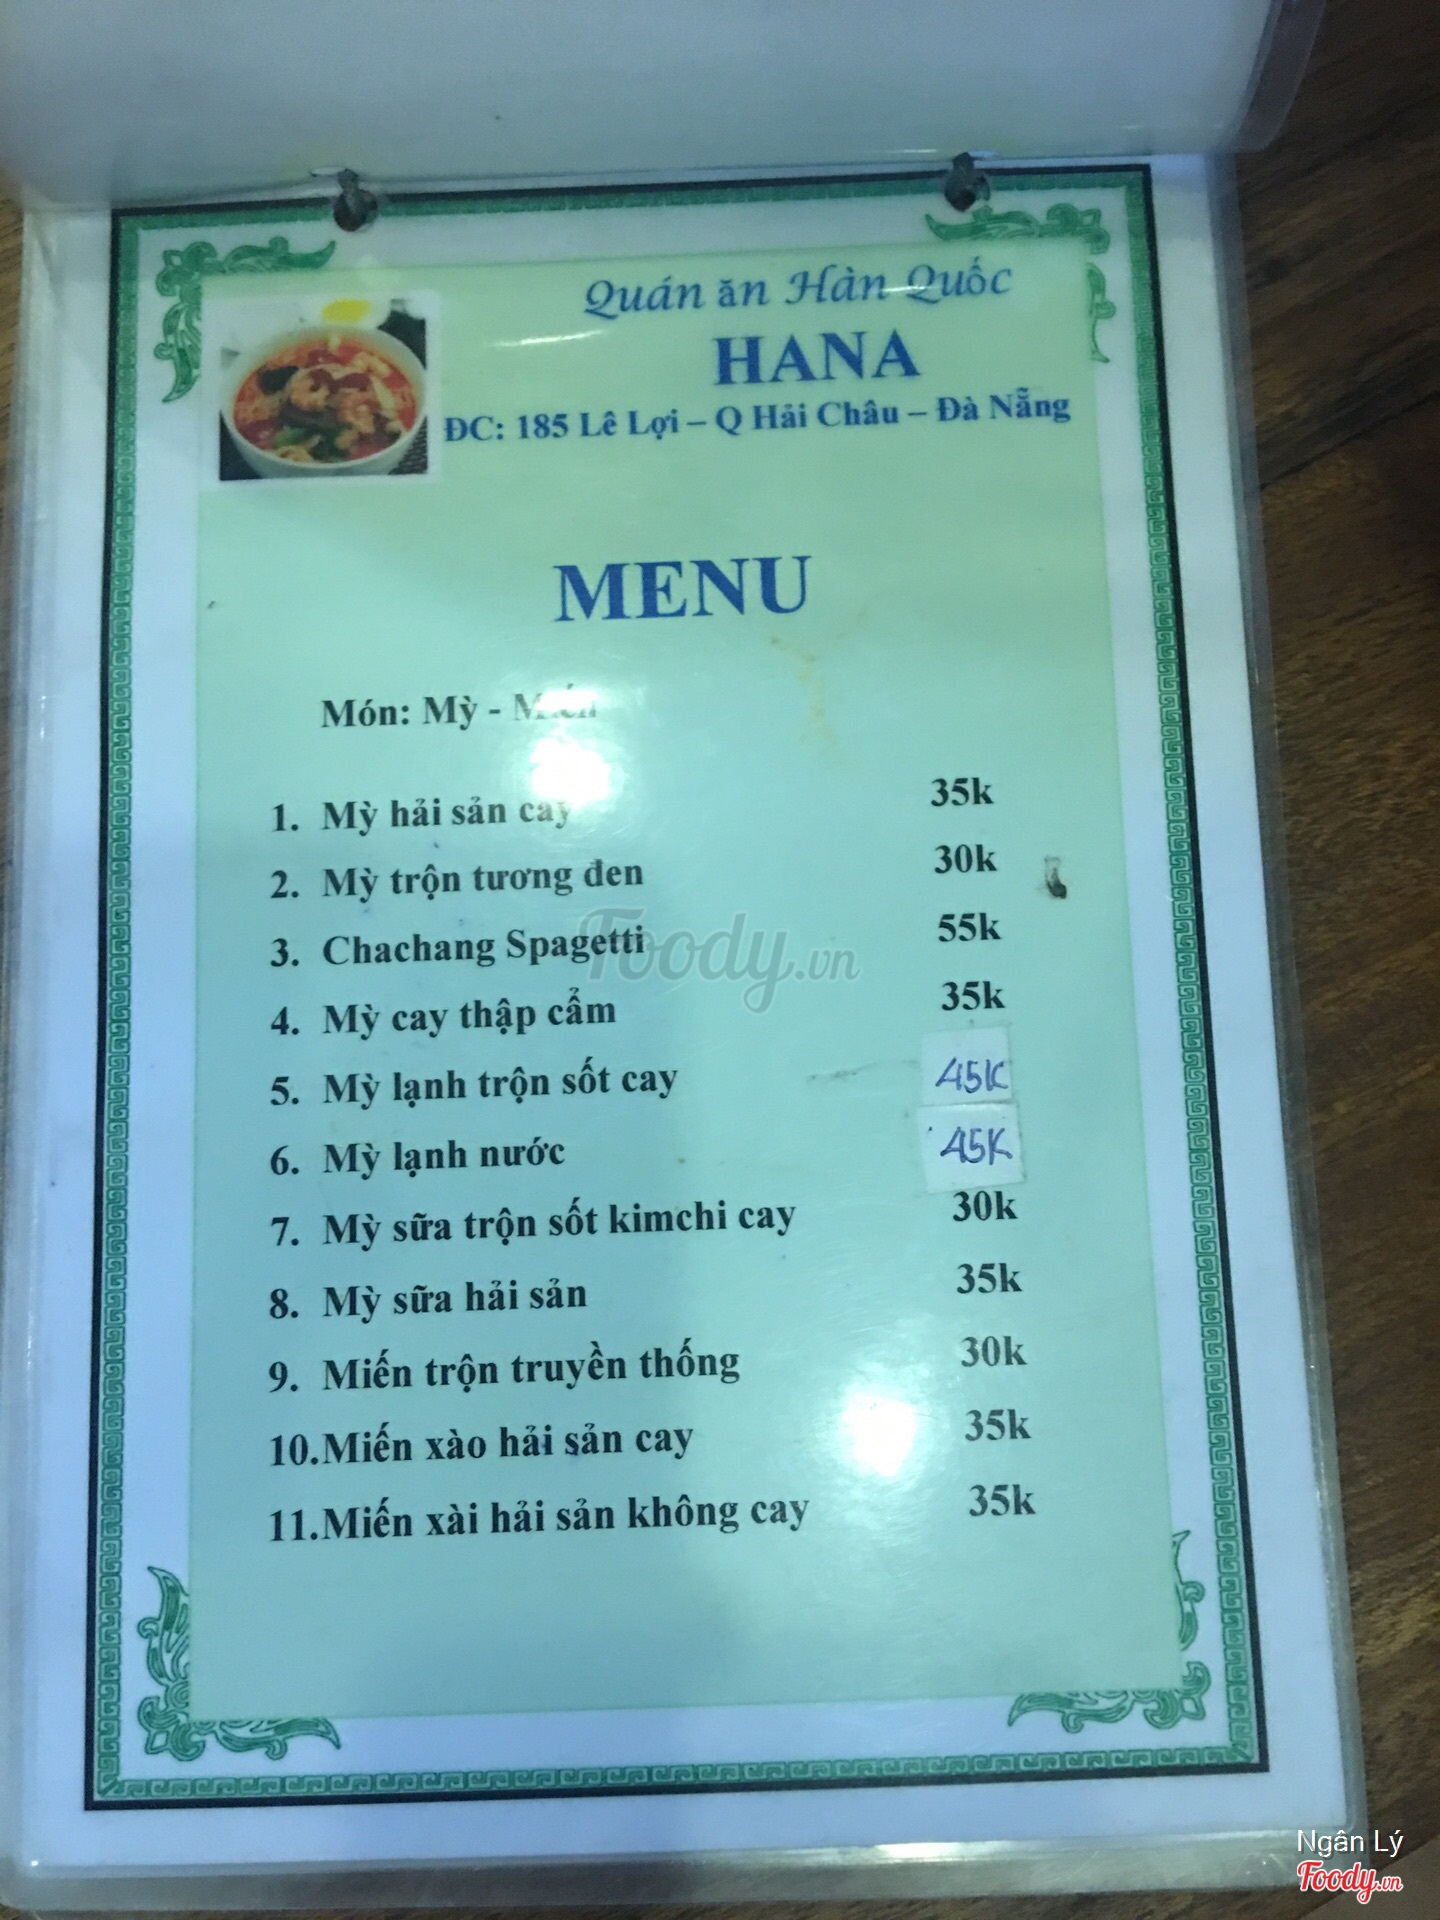 Quán ăn Hàn Quốc
HANA
ĐC: 185 Lê Lợi – Q Hải Châu – Đà Nẵng
MENU
Món: Mỳ - Miến
1. Mỳ hải sản cay 35k
2. Mỳ trộn tương đen 30k
3. Chachang Spagetti 55k
4. Mỳ cay thập cẩm 35k
5. Mỳ lạnh trộn sốt cay 45K
6. Mỳ lạnh nước 45K
7. Mỳ sữa trộn sốt kimchi cay 30k
8. Mỳ sữa hải sản 35k
9. Miến trộn truyền thống 30k
10.Miến xào hải sản cay 35k
11.Miến xài hải sản không cay 35k
Foody.vn
Ngân Lý
Foody.vn